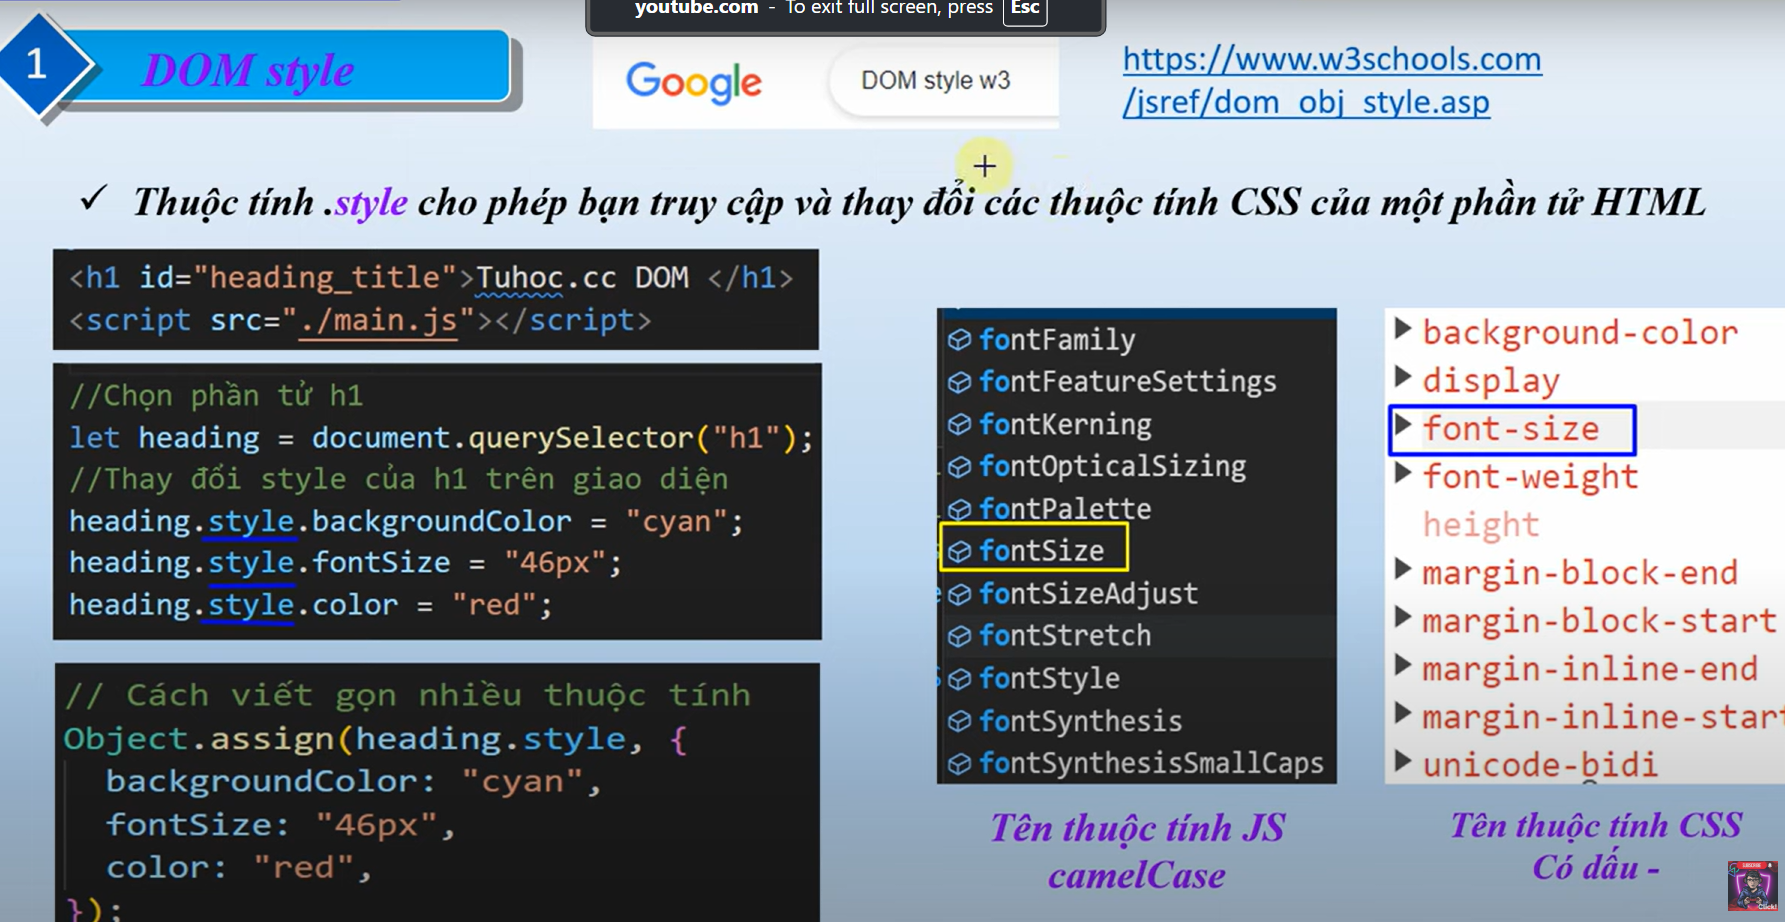 youtube.com - To exit full screen, press Esc
1
DOM style
Google
DOM style w3
https://www.w3schools.com
/jsref/dom_obj_style.asp
✓ Thuộc tính .style cho phép bạn truy cập và thay đổi các thuộc tính CSS của một phần tử HTML
<h1 id="heading_title">Tuhoc.cc DOM </h1>
<script src="./main.js"></script>
//Chọn phần tử h1
let heading = document.querySelector("h1");
//Thay đổi style của h1 trên giao diện
heading.style.backgroundColor = "cyan";
heading.style.fontSize = "46px";
heading.style.color = "red";
// Cách viết gọn nhiều thuộc tính
Object.assign(heading.style, {
backgroundColor: "cyan",
fontSize: "46px",
color: "red",
});
fontFamily
fontFeatureSettings
fontKerning
fontOpticalSizing
fontPalette
fontSize
fontSizeAdjust
fontStretch
fontStyle
fontSynthesis
fontSynthesisSmallCaps
Tên thuộc tính JS
camelCase
background-color
display
font-size
font-weight
height
margin-block-end
margin-block-start
margin-inline-end
margin-inline-start
unicode-bidi
Tên thuộc tính CSS
Có dấu -
SUBSCRIBE
Click!